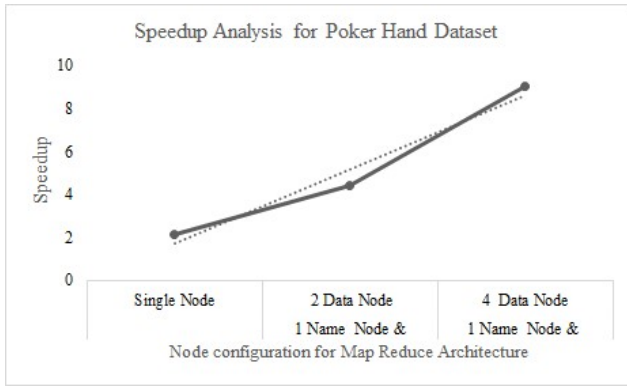 Speedup Analysis for Poker Hand Dataset
10
8
6
4
2
0
Speedup
Single Node
2 Data Node
4 Data Node
1 Name Node &
1 Name Node &
Node configuration for Map Reduce Architecture